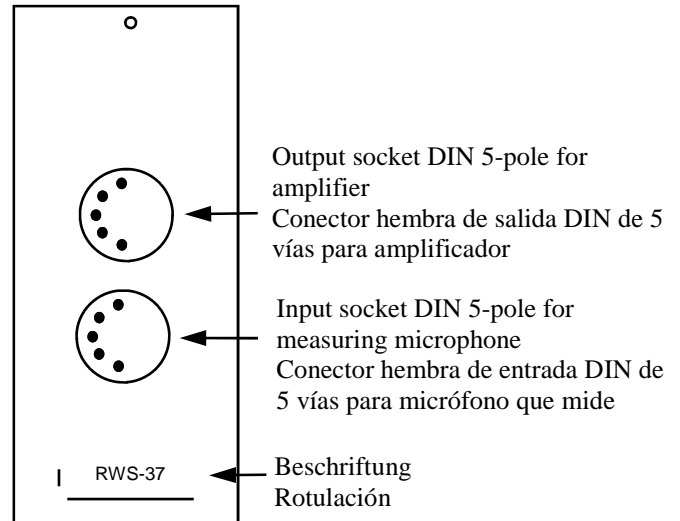 Output socket DIN 5-pole for
amplifier
Conector hembra de salida DIN de 5
vías para amplificador
Input socket DIN 5-pole for
measuring microphone
Conector hembra de entrada DIN de
5 vías para micrófono que mide
RWS-37
Beschriftung
Rotulación